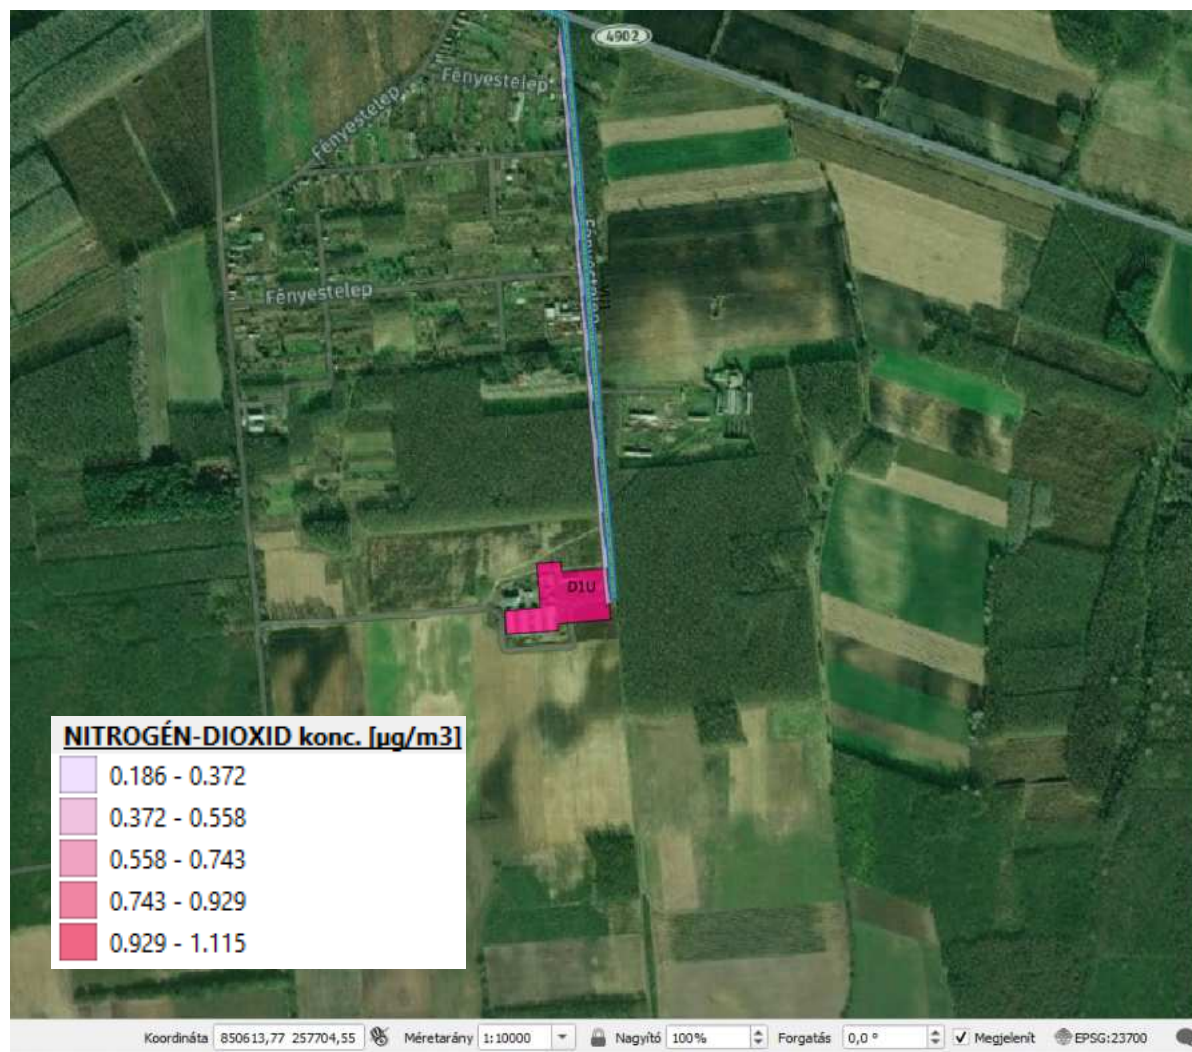 4902
Fényestelep
Fényestelep
Fényestelep
Fényestelep
D1U
NITROGÉN-DIOXID konc. [µg/m3]
0.186 - 0.372
0.372 - 0.558
0.558 - 0.743
0.743 - 0.929
0.929 - 1.115
Koordináta 850613,77 257704,55 Méretarány 1:10000 Nagyító 100% Forgatás 0,0 ° Megjelenít EPSG:23700